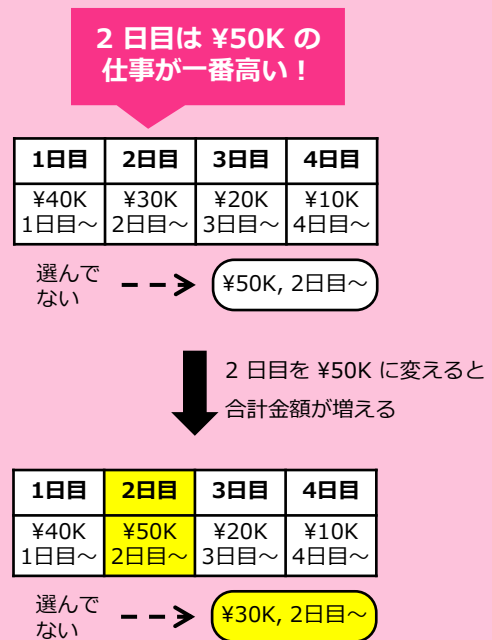 2 日目は ¥50K の
仕事が一番高い！
1日目 2日目 3日目 4日目
¥40K ¥30K ¥20K ¥10K
1日目～ 2日目～ 3日目～ 4日目～
選んで
ない
¥50K, 2日目～
2 日目を ¥50K に変えると
合計金額が増える
1日目 2日目 3日目 4日目
¥40K ¥50K ¥20K ¥10K
1日目～ 2日目～ 3日目～ 4日目～
選んで
ない
¥30K, 2日目～